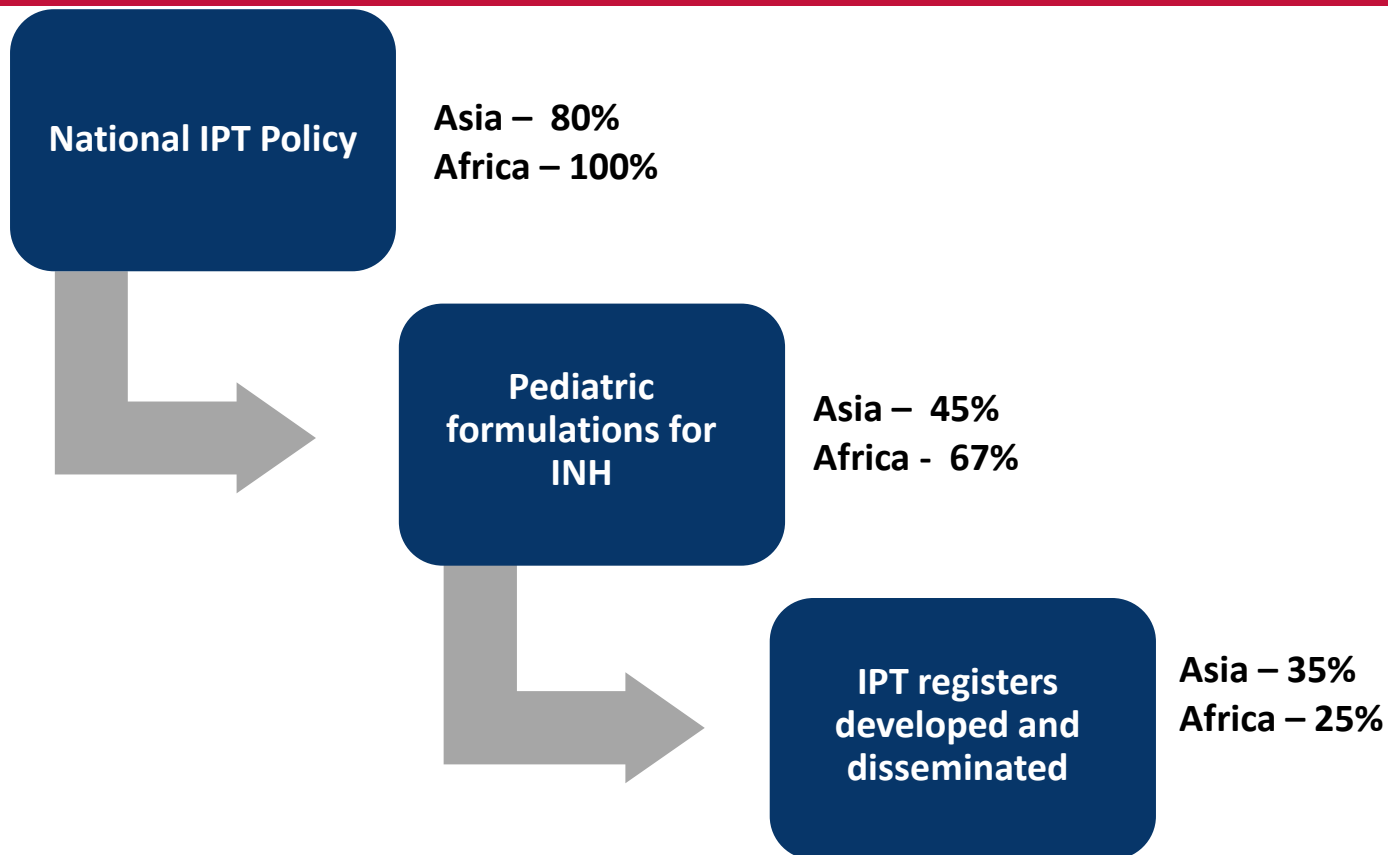 National IPT Policy
Asia –  80%
Africa – 100%
Pediatric
formulations for
INH
Asia –  45%
Africa -  67%
IPT registers
developed and
disseminated
Asia – 35%
Africa – 25%